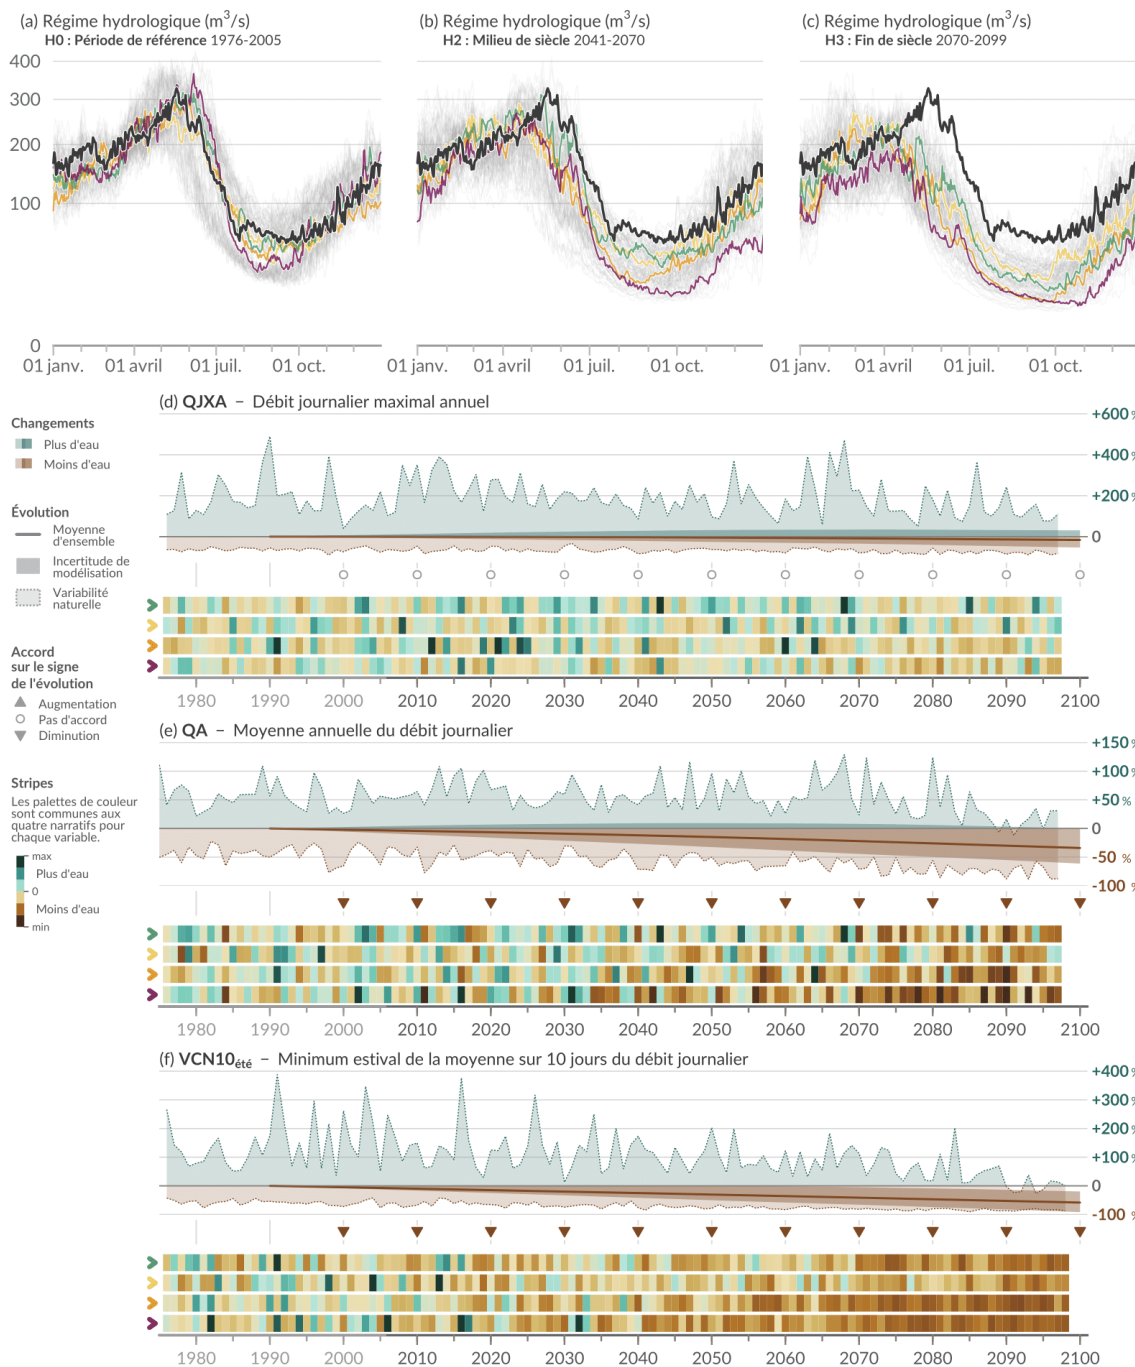 (a) Régime hydrologique (m³/s)
H0 : Période de référence 1976-2005
(b) Régime hydrologique (m³/s)
H2 : Milieu de siècle 2041-2070
(c) Régime hydrologique (m³/s)
H3 : Fin de siècle 2070-2099
400
300
200
100
0
01 janv. 01 avril 01 juil. 01 oct.
01 janv. 01 avril 01 juil. 01 oct.
01 janv. 01 avril 01 juil. 01 oct.
Changements
Plus d'eau
Moins d'eau
Évolution
Moyenne
d'ensemble
Incertitude de
modélisation
Variabilité
naturelle
Accord
sur le signe
de l'évolution
Augmentation
Pas d'accord
Diminution
Stripes
Les palettes de couleur
sont communes aux
quatre narratifs pour
chaque variable.
max
Plus d'eau
0
Moins d'eau
min
(d) QJXA – Débit journalier maximal annuel
+600 %
+400 %
+200 %
0
1980 1990 2000 2010 2020 2030 2040 2050 2060 2070 2080 2090 2100
(e) QA – Moyenne annuelle du débit journalier
+150 %
+100 %
+50 %
0
-50 %
-100 %
1980 1990 2000 2010 2020 2030 2040 2050 2060 2070 2080 2090 2100
(f) VCN10été – Minimum estival de la moyenne sur 10 jours du débit journalier
+400 %
+300 %
+200 %
+100 %
0
-100 %
1980 1990 2000 2010 2020 2030 2040 2050 2060 2070 2080 2090 2100